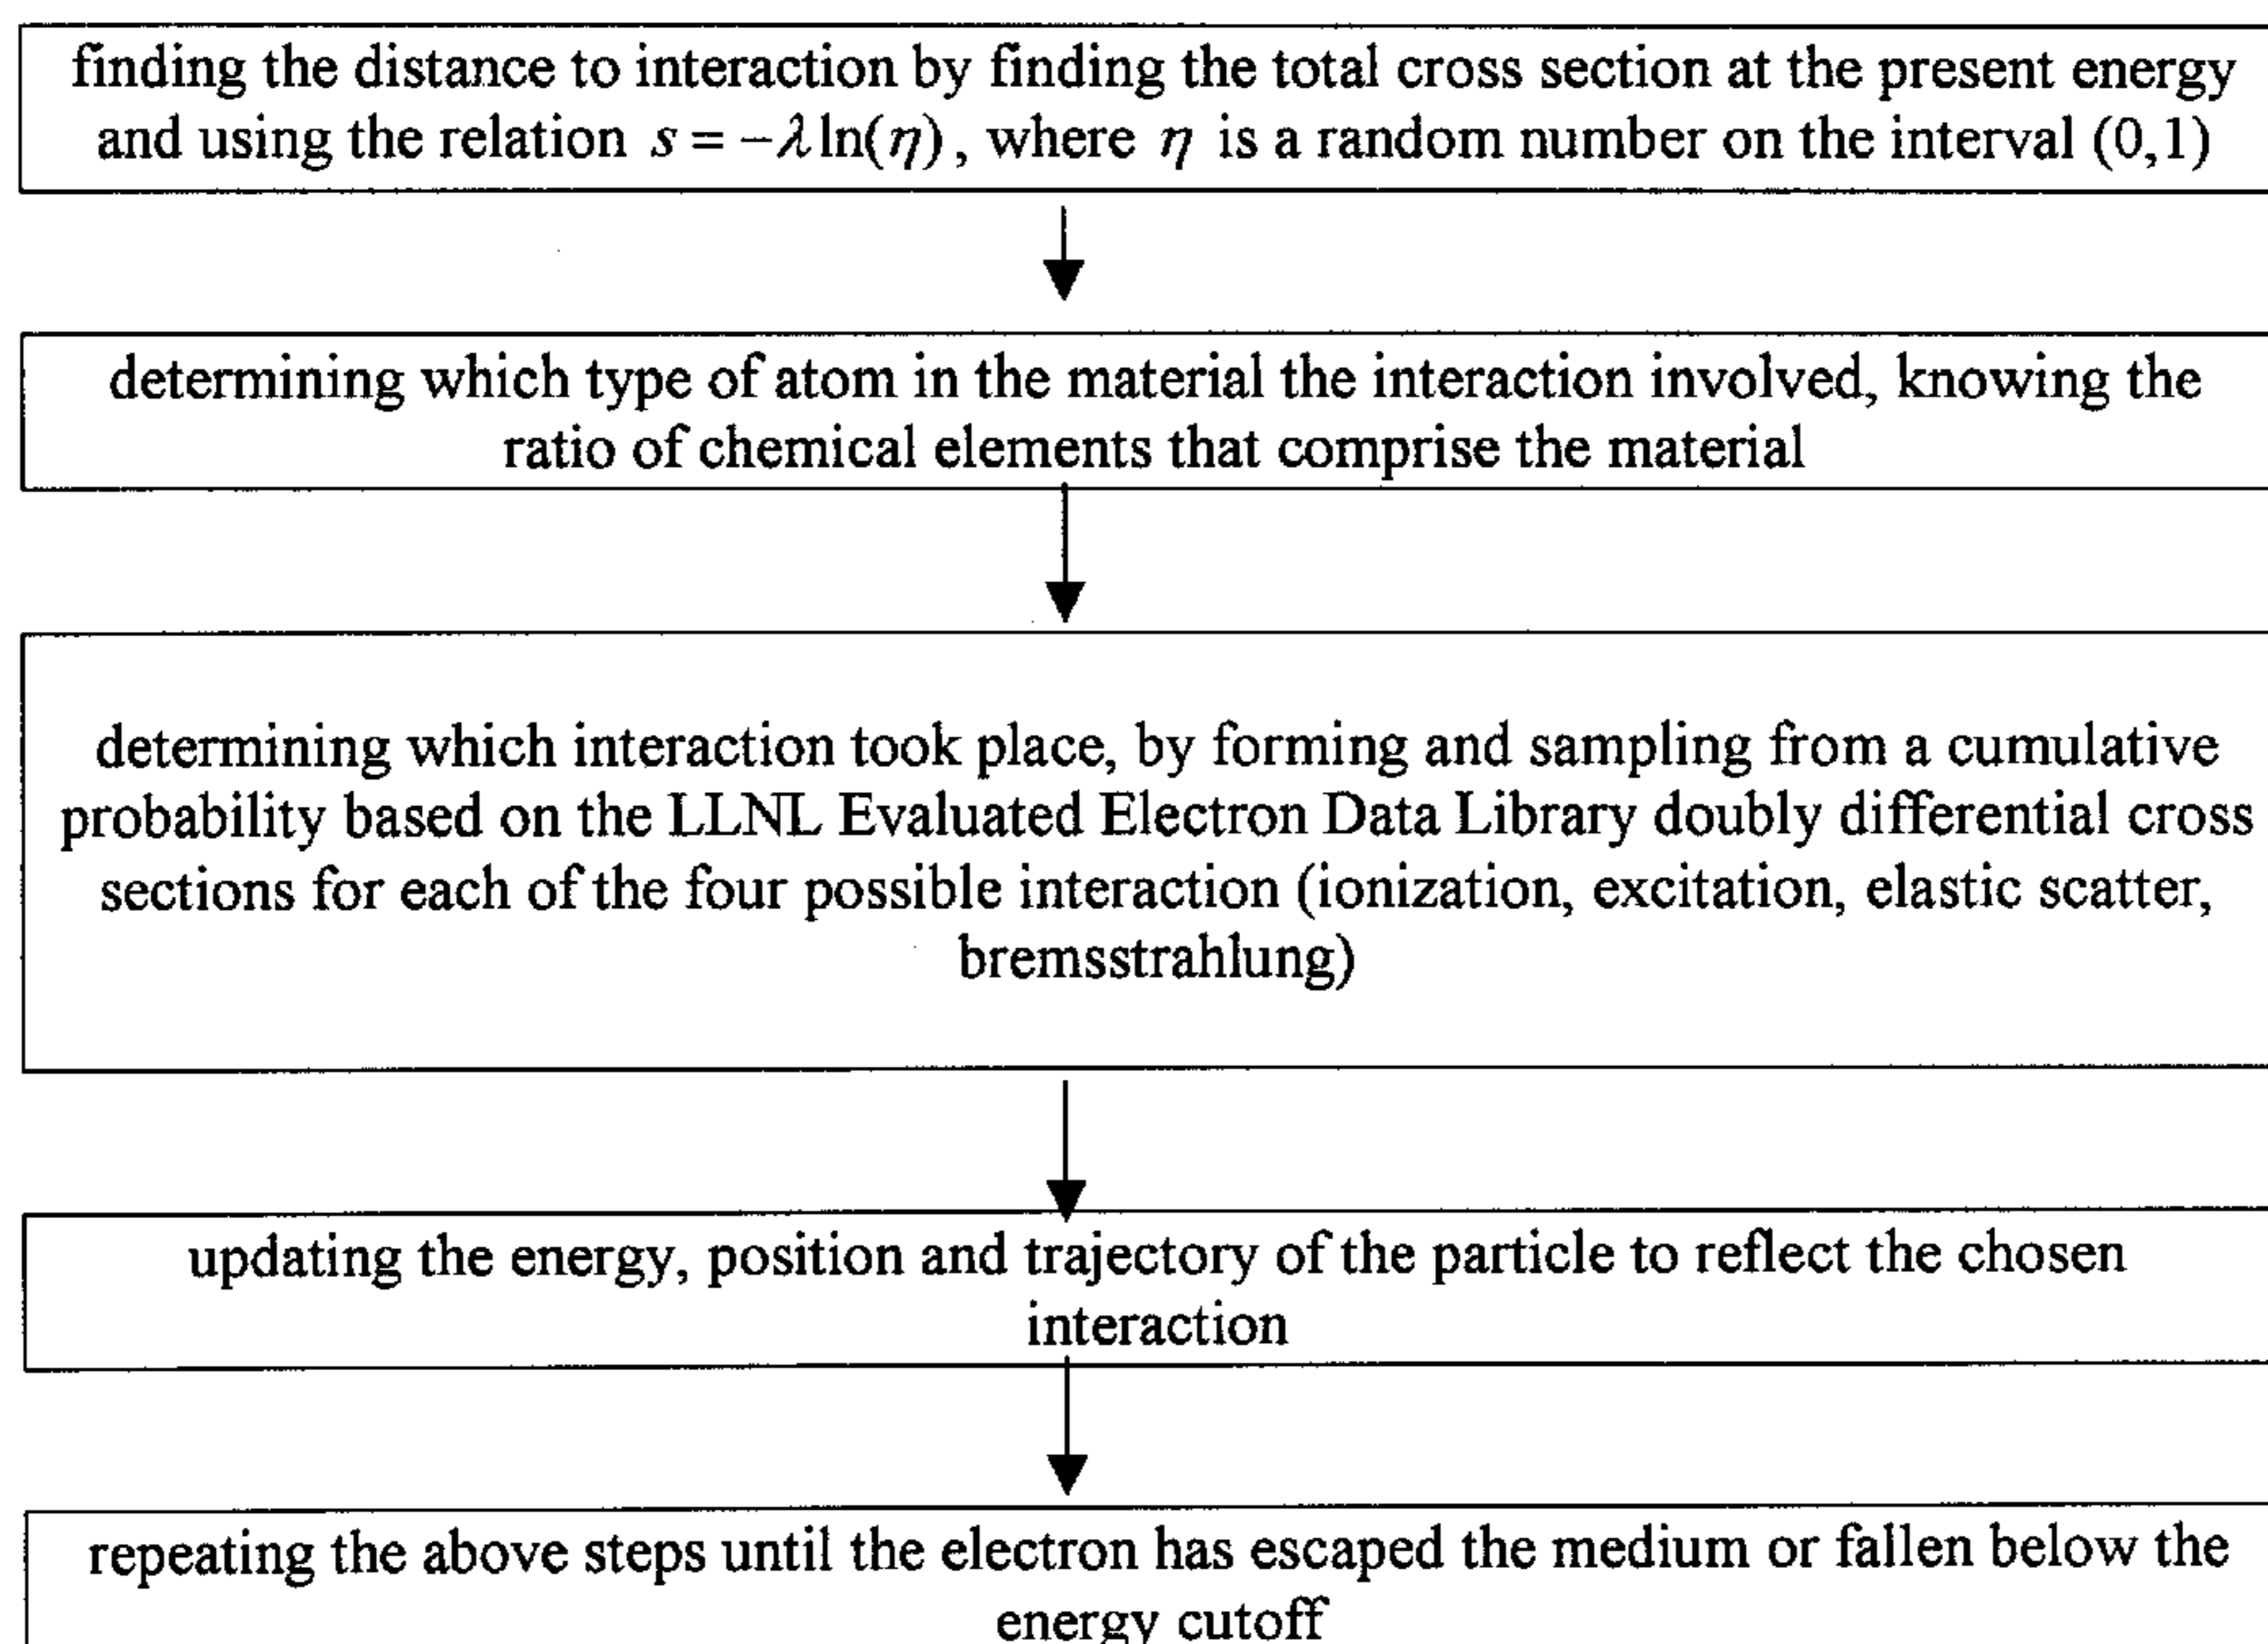 finding the distance to interaction by finding the total cross section at the present energy
and using the relation s = −λ ln(η), where η is a random number on the interval (0,1)
determining which type of atom in the material the interaction involved, knowing the
ratio of chemical elements that comprise the material
determining which interaction took place, by forming and sampling from a cumulative
probability based on the LLNL Evaluated Electron Data Library doubly differential cross
sections for each of the four possible interaction (ionization, excitation, elastic scatter,
bremsstrahlung)
updating the energy, position and trajectory of the particle to reflect the chosen
interaction
repeating the above steps until the electron has escaped the medium or fallen below the
energy cutoff